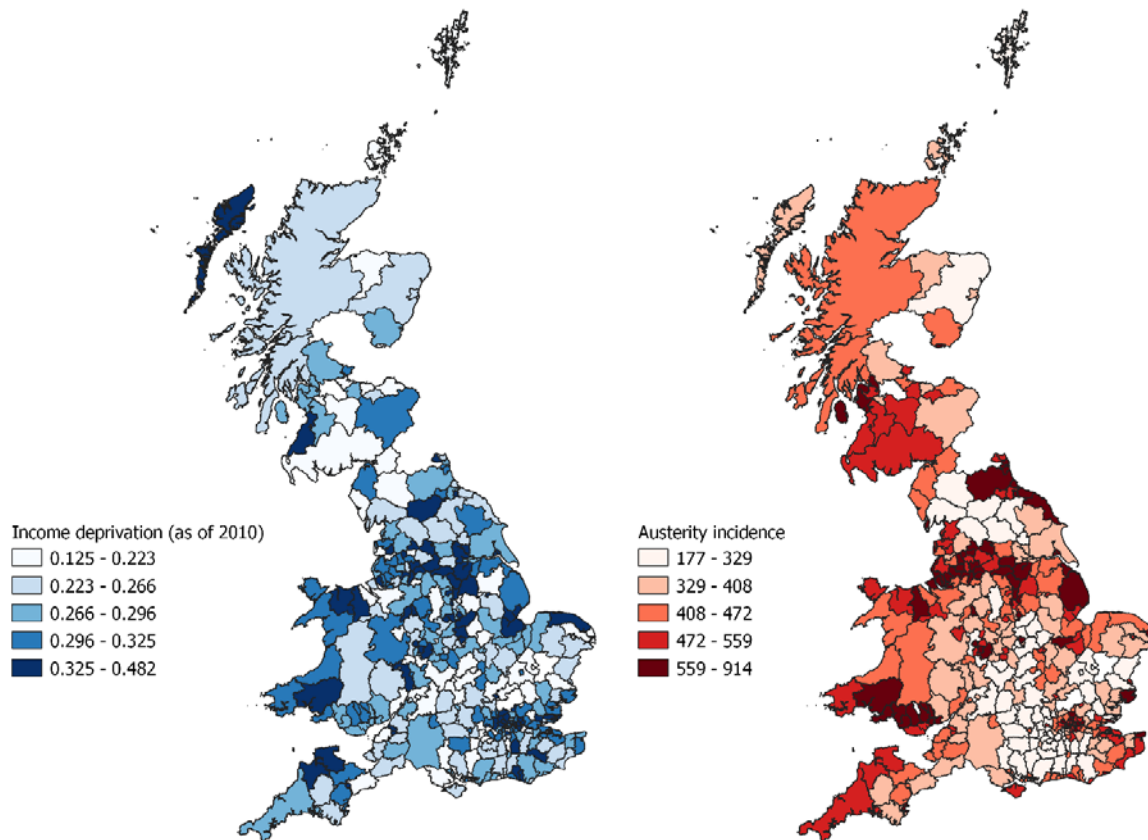 Income deprivation (as of 2010)
0.125 - 0.223
0.223 - 0.266
0.266 - 0.296
0.296 - 0.325
0.325 - 0.482
Austerity incidence
177 - 329
329 - 408
408 - 472
472 - 559
559 - 914